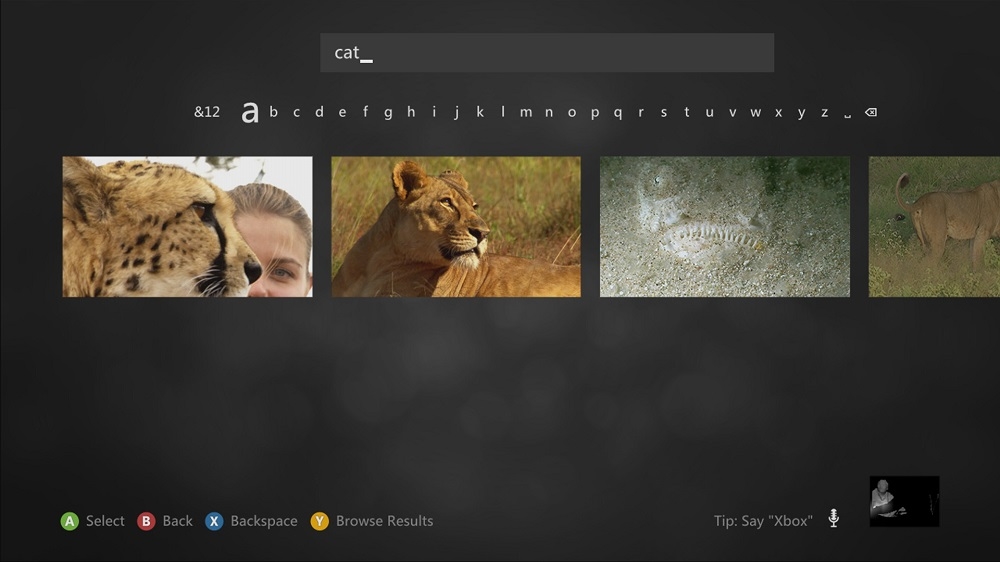 cat_
&12 a b c d e f g h i j k l m n o p q r s t u v w x y z ˽ ⌫
A Select B Back X Backspace Y Browse Results Tip: Say "Xbox"